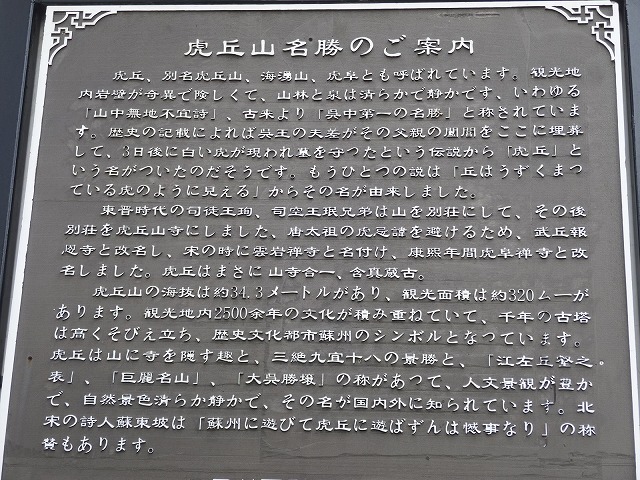 虎丘山名勝のご案内
虎丘、別名虎丘山、海湧山、虎阜とも呼ばれています。観光地
内岩壁が奇異で険しくて、山林と泉は清らかで静かです、いわゆる
「山中無地不宜詩」、古来より「呉中第一の名勝」と称されていま
す。歴史の記載によれば呉王の夫差がその父親の闔閭をここに埋葬
して、3日後に白い虎が現われ墓を守つたという伝説から「虎丘」と
いう名がついたのだそうです。もうひとつの説は「丘はうずくまつ
ている虎のように見える」からその名が由来しました。
東晋時代の司徒王珣、司空王珉兄弟は山を別荘にして、その後
別荘を虎丘山寺にしました、唐太祖の虎忌諱を避けるため、武丘報
恩寺と改名し、宋の時に雲岩禅寺と名付け、康熙年間虎阜禅寺と改
名しました。虎丘はまさに山寺合一、含真蔵古。
虎丘山の海抜は約34.3メートルがあり、観光面積は約320ムーが
あります。観光地内2500余年の文化が積み重ねていて、千年の古塔
は高くそびえ立ち、歴史文化都市蘇州のシンボルとなつています。
虎丘は山に寺を隠す趣と、三絶九宜十八の景勝と、「江左丘壑之。
表」、「巨麗名山」、「大呉勝壌」の称があつて、人文景観が豊か
で、自然景色清らか静かで、その名が国内外に知られています。北
宋の詩人蘇東坡は「蘇州に遊びて虎丘に遊ばずんは憾事なり」の称
賛もあります。